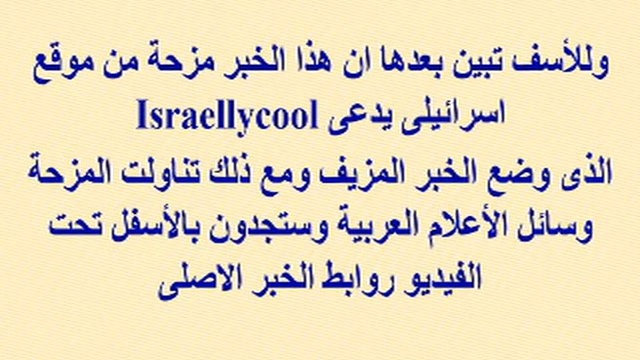 وللأسف تبين بعدها ان هذا الخبر مزحة من موقع
اسرائيلى يدعى Israellycool
الذى وضع الخبر المزيف ومع ذلك تناولت المزحة
وسائل الأعلام العربية وستجدون بالأسفل تحت
الفيديو روابط الخبر الاصلى